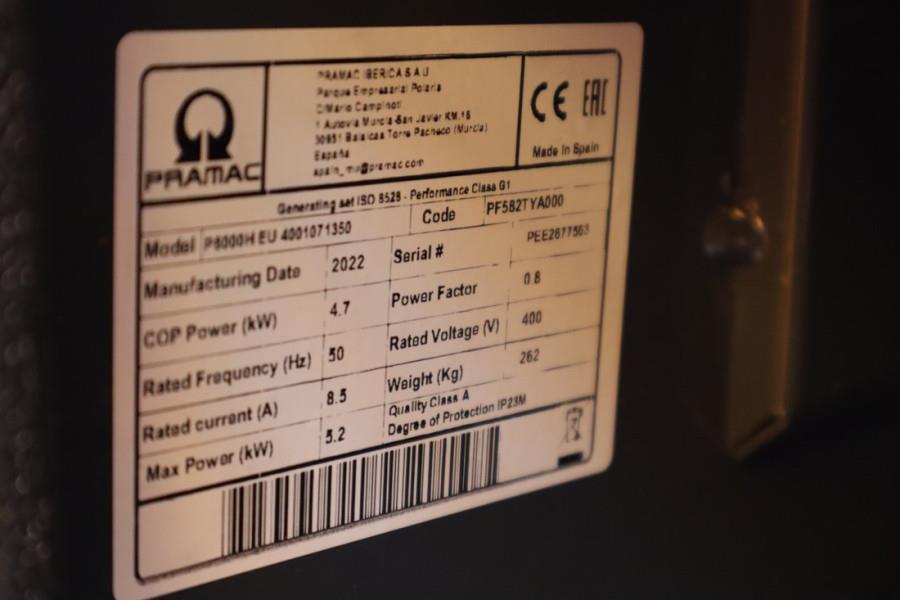 PRAMAC
PRAMAC IBERICA S.A.U
Parque Empresarial Polaris
C/Mario Campinoti
1 Autovia Murcia-San Javier KM.18
30591 Balsicas Torre Pacheco (Murcia)
España
spain_mu@pramac.com
CE EAC
Made In Spain
Generating set ISO 8528 - Performance Class G1
Model P8000H EU 4001071350 Code PF582TYA000
Manufacturing Date 2022 Serial # PEE2677563
COP Power (kW) 4.7 Power Factor 0.8
Rated Frequency (Hz) 50 Rated Voltage (V) 400
Rated current (A) 8.5 Weight (Kg) 262
Max Power (kW) 5.2 Quality Class A
Degree of Protection IP23M